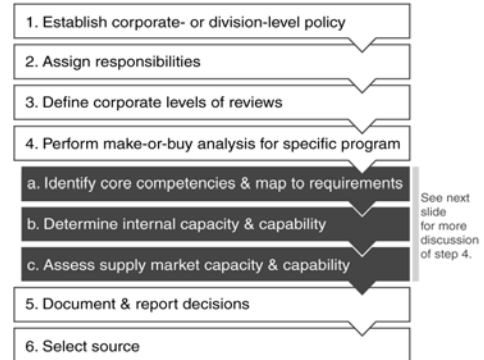 1. Establish corporate- or division-level policy
2. Assign responsibilities
3. Define corporate levels of reviews
4. Perform make-or-buy analysis for specific program
a. Identify core competencies & map to requirements
b. Determine internal capacity & capability
c. Assess supply market capacity & capability
See next
slide
for more
discussion
of step 4.
5. Document & report decisions
6. Select source